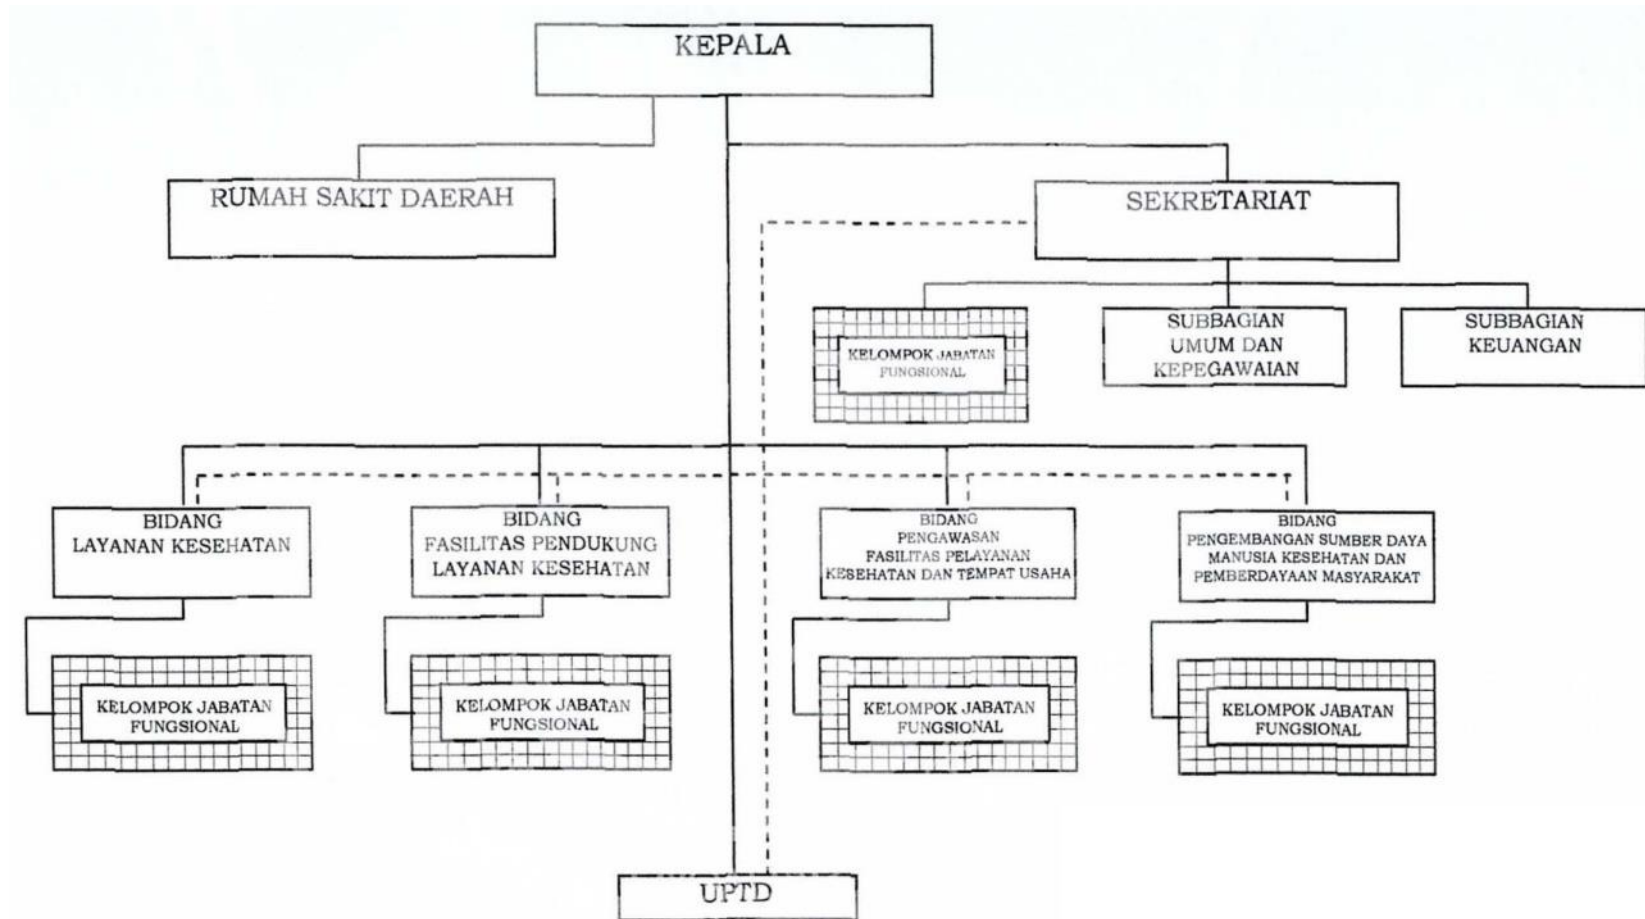 KEPALA
RUMAH SAKIT DAERAH
SEKRETARIAT
KELOMPOK JABATAN
FUNGSIONAL
SUBBAGIAN
UMUM DAN
KEPEGAWAIAN
SUBBAGIAN
KEUANGAN
BIDANG
LAYANAN KESEHATAN
BIDANG
FASILITAS PENDUKUNG
LAYANAN KESEHATAN
BIDANG
PENGAWASAN
FASILITAS PELAYANAN
KESEHATAN DAN TEMPAT USAHA
BIDANG
PENGEMBANGAN SUMBER DAYA
MANUSIA KESEHATAN DAN
PEMBERDAYAAN MASYARAKAT
KELOMPOK JABATAN
FUNGSIONAL
KELOMPOK JABATAN
FUNGSIONAL
KELOMPOK JABATAN
FUNGSIONAL
KELOMPOK JABATAN
FUNGSIONAL
UPTD